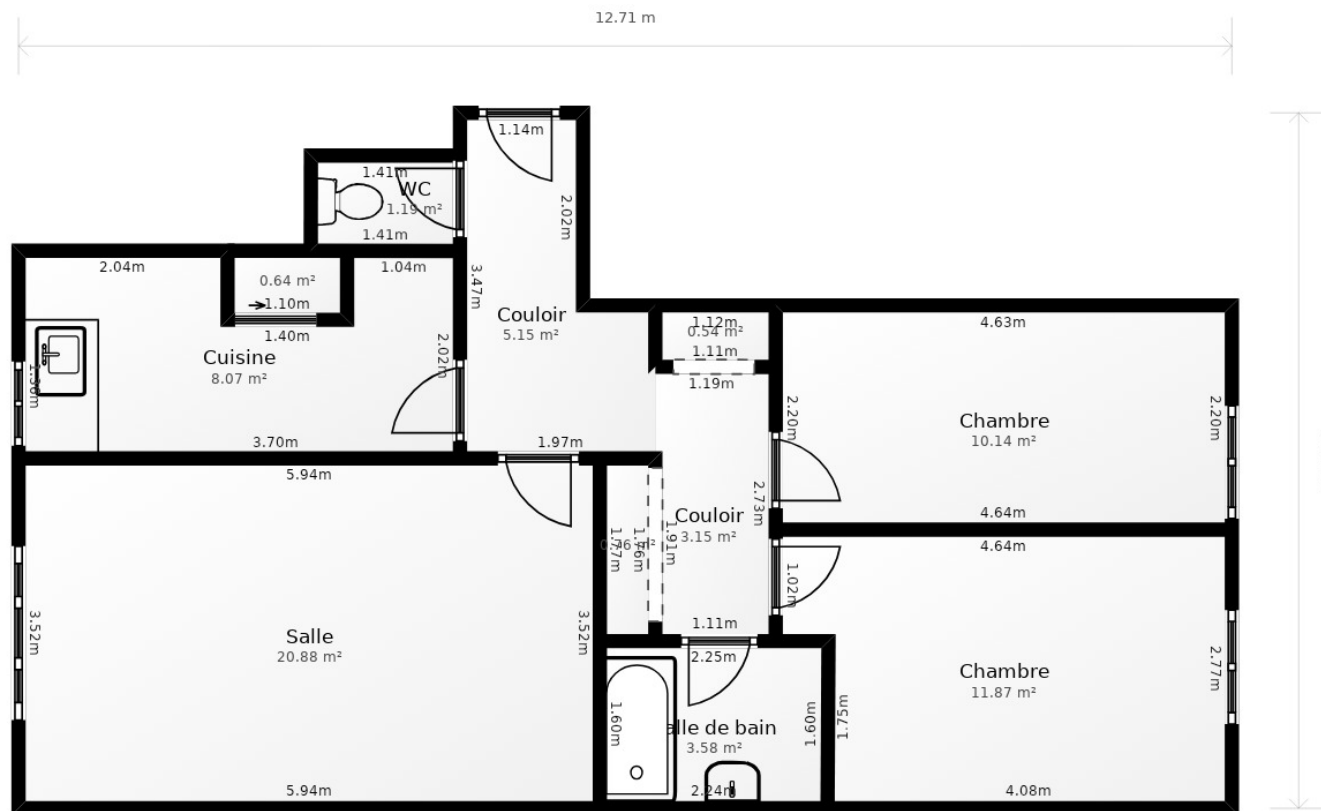 12.71 m
1.14m
1.41m
WC
1.19 m²
1.41m
2.02m
2.04m
0.64 m²
1.10m
1.40m
1.04m
3.47m
Couloir
5.15 m²
2.02m
Cuisine
8.07 m²
3.70m
1.97m
1.12m
0.54 m²
1.11m
1.19m
4.63m
2.20m
Chambre
10.14 m²
2.20m
4.64m
5.94m
3.52m
Salle
20.88 m²
3.52m
5.94m
1.91m
Couloir
3.15 m²
2.73m
1.11m
4.64m
1.02m
Chambre
11.87 m²
2.77m
1.75m
4.08m
2.25m
1.60m
alle de bain
3.58 m²
1.60m
2.24m